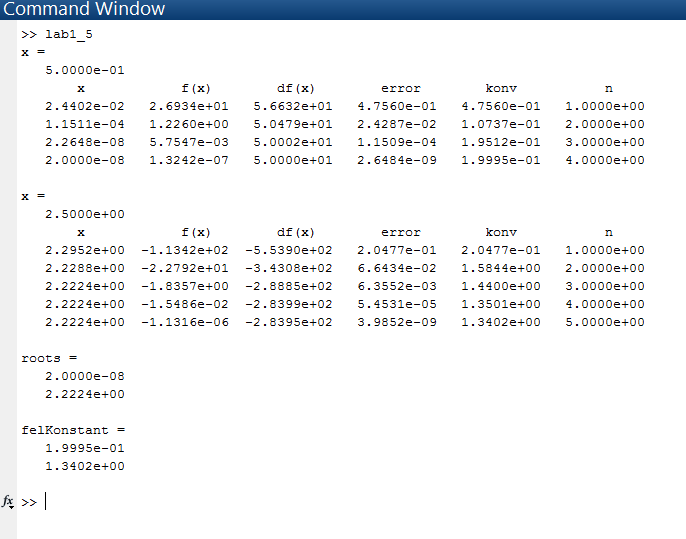 Command Window
>> lab1_5
x =
5.0000e-01
x f(x) df(x) error konv n
2.4402e-02 2.6934e+01 5.6632e+01 4.7560e-01 4.7560e-01 1.0000e+00
1.1511e-04 1.2260e+00 5.0479e+01 2.4287e-02 1.0737e-01 2.0000e+00
2.2648e-08 5.7547e-03 5.0002e+01 1.1509e-04 1.9512e-01 3.0000e+00
2.0000e-08 1.3242e-07 5.0000e+01 2.6484e-09 1.9995e-01 4.0000e+00
x =
2.5000e+00
x f(x) df(x) error konv n
2.2952e+00 -1.1342e+02 -5.5390e+02 2.0477e-01 2.0477e-01 1.0000e+00
2.2288e+00 -2.2792e+01 -3.4308e+02 6.6434e-02 1.5844e+00 2.0000e+00
2.2224e+00 -1.8357e+00 -2.8885e+02 6.3552e-03 1.4400e+00 3.0000e+00
2.2224e+00 -1.5486e-02 -2.8399e+02 5.4531e-05 1.3501e+00 4.0000e+00
2.2224e+00 -1.1316e-06 -2.8395e+02 3.9852e-09 1.3402e+00 5.0000e+00
roots =
2.0000e-08
2.2224e+00
felKonstant =
1.9995e-01
1.3402e+00
fx >>